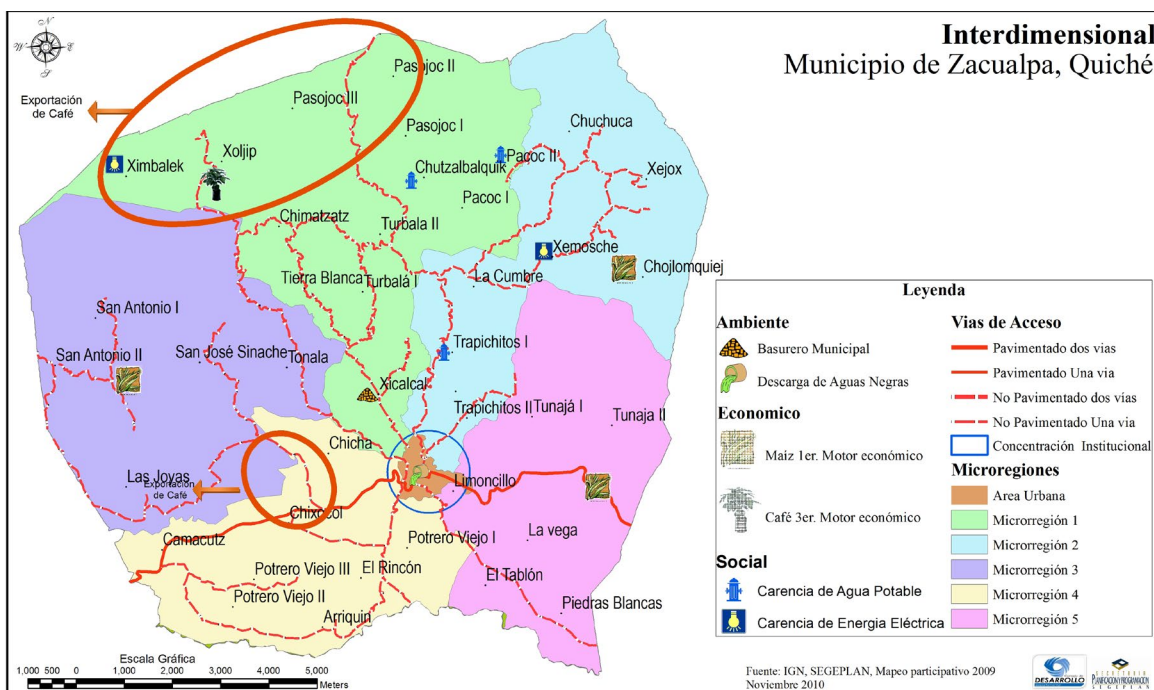 Interdimensional
Municipio de Zacualpa, Quiché
N
W
E
S
Exportación
de Café
Pasojoc II
Pasojoc III
Pasojoc I
Chuchuca
Xoljip
Ximbalek
Pacoc II
Chutzalbalquik
Xejox
Pacoc I
Chimatzatz
Turbala II
Xemosche
Chojlomquiej
La Cumbre
Tierra Blanca
Turbalá I
San Antonio I
San Antonio II
San José Sinache
Tonala
Trapichitos I
Xicalcal
Trapichitos II
Tunajá I
Tunaja II
Chicha
Las Joyas
Exportación
de Café
Limoncillo
Chixocol
Camacutz
La vega
Potrero Viejo I
Potrero Viejo III
El Rincón
El Tablón
Potrero Viejo II
Arriquin
Piedras Blancas
Leyenda
Ambiente
Basurero Municipal
Descarga de Aguas Negras
Economico
Maíz 1er. Motor económico
Café 3er. Motor económico
Social
Carencia de Agua Potable
Carencia de Energia Eléctrica
Vias de Acceso
Pavimentado dos vias
Pavimentado Una via
No Pavimentado dos vias
No Pavimentado Una via
Concentración Institucional
Microregiones
Area Urbana
Microrregión 1
Microrregión 2
Microrregión 3
Microrregión 4
Microrregión 5
Escala Gráfica
1,000 500 0 1,000 2,000 3,000 4,000 5,000
Meters
Fuente: IGN, SEGEPLAN, Mapeo participativo 2009
Noviembre 2010
DESARROLLO